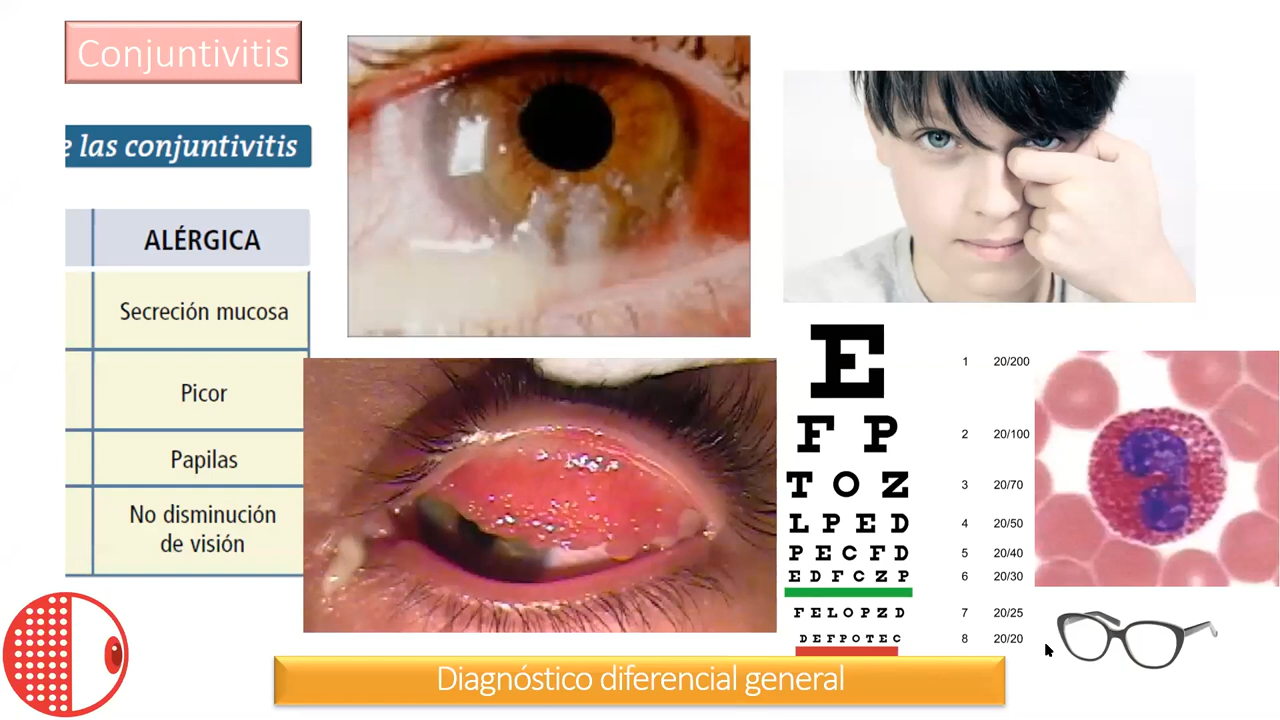 Conjuntivitis
e las conjuntivitis
ALÉRGICA
Secreción mucosa
Picor
Papilas
No disminución
de visión
E 1 20/200
F P 2 20/100
T O Z 3 20/70
L P E D 4 20/50
P E C F D 5 20/40
E D F C Z P 6 20/30
F E L O P Z D 7 20/25
D E F P O T E C 8 20/20
Diagnóstico diferencial general